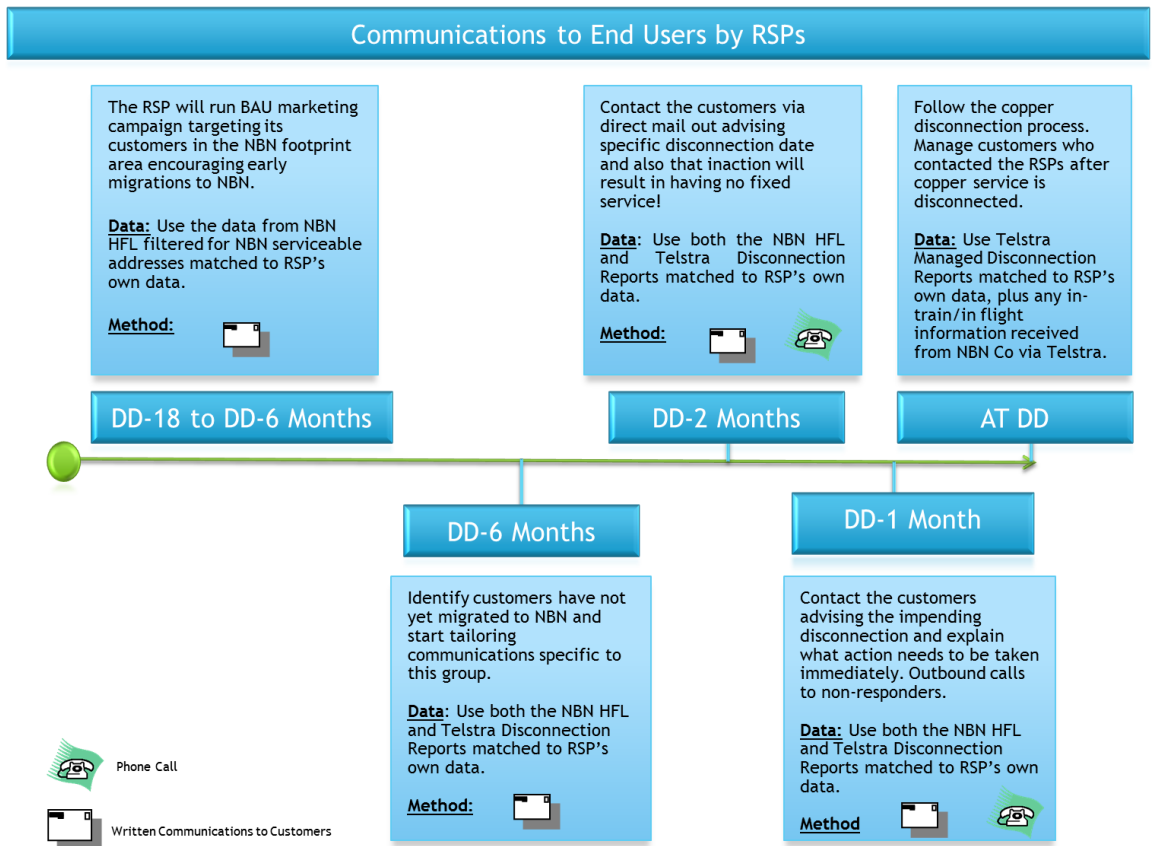 Communications to End Users by RSPs
The RSP will run BAU marketing
campaign targeting its
customers in the NBN footprint
area encouraging early
migrations to NBN.
Data: Use the data from NBN
HFL filtered for NBN serviceable
addresses matched to RSP's
own data.
Method:
Contact the customers via
direct mail out advising
specific disconnection date
and also that inaction will
result in having no fixed
service!
Data: Use both the NBN HFL
and Telstra Disconnection
Reports matched to RSP's own
data.
Method:
Follow the copper
disconnection process.
Manage customers who
contacted the RSPs after
copper service is
disconnected.
Data: Use Telstra
Managed Disconnection
Reports matched to RSP's
own data, plus any in-
train/in flight
information received
from NBN Co via Telstra.
DD-18 to DD-6 Months
DD-2 Months
AT DD
DD-6 Months
DD-1 Month
Identify customers have not
yet migrated to NBN and
start tailoring
communications specific to
this group.
Data: Use both the NBN HFL
and Telstra Disconnection
Reports matched to RSP's
own data.
Method:
Contact the customers
advising the impending
disconnection and explain
what action needs to be taken
immediately. Outbound calls
to non-responders.
Data: Use both the NBN HFL
and Telstra Disconnection
Reports matched to RSP's own
data.
Method
Phone Call
Written Communications to Customers